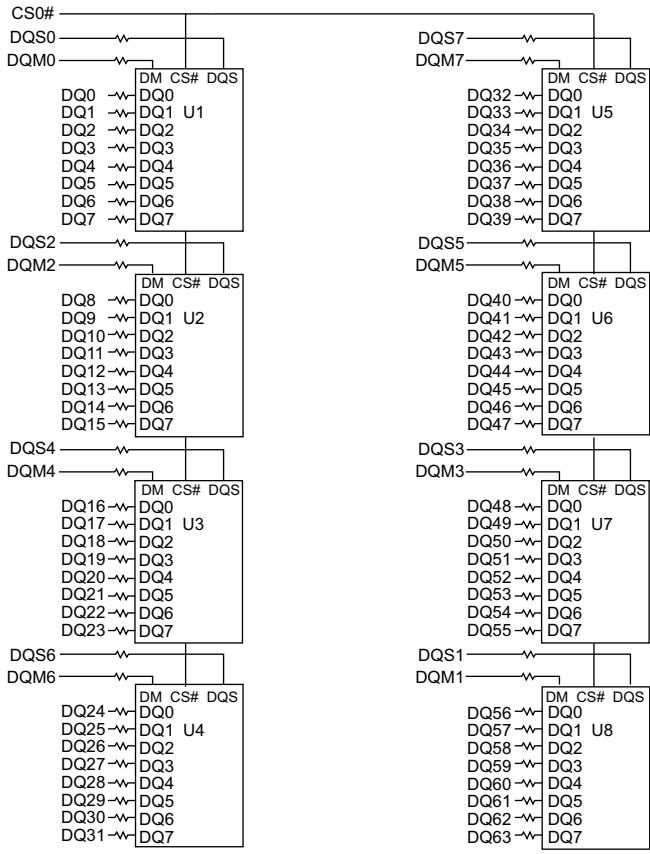 CS0#
DQS0
DQM0
DM CS# DQS
DQ0 DQ0
DQ1 DQ1 U1
DQ2 DQ2
DQ3 DQ3
DQ4 DQ4
DQ5 DQ5
DQ6 DQ6
DQ7 DQ7
DQS2
DQM2
DM CS# DQS
DQ8 DQ0
DQ9 DQ1 U2
DQ10 DQ2
DQ11 DQ3
DQ12 DQ4
DQ13 DQ5
DQ14 DQ6
DQ15 DQ7
DQS4
DQM4
DM CS# DQS
DQ16 DQ0
DQ17 DQ1 U3
DQ18 DQ2
DQ19 DQ3
DQ20 DQ4
DQ21 DQ5
DQ22 DQ6
DQ23 DQ7
DQS6
DQM6
DM CS# DQS
DQ24 DQ0
DQ25 DQ1 U4
DQ26 DQ2
DQ27 DQ3
DQ28 DQ4
DQ29 DQ5
DQ30 DQ6
DQ31 DQ7
DQS7
DQM7
DM CS# DQS
DQ32 DQ0
DQ33 DQ1 U5
DQ34 DQ2
DQ35 DQ3
DQ36 DQ4
DQ37 DQ5
DQ38 DQ6
DQ39 DQ7
DQS5
DQM5
DM CS# DQS
DQ40 DQ0
DQ41 DQ1 U6
DQ42 DQ2
DQ43 DQ3
DQ44 DQ4
DQ45 DQ5
DQ46 DQ6
DQ47 DQ7
DQS3
DQM3
DM CS# DQS
DQ48 DQ0
DQ49 DQ1 U7
DQ50 DQ2
DQ51 DQ3
DQ52 DQ4
DQ53 DQ5
DQ54 DQ6
DQ55 DQ7
DQS1
DQM1
DM CS# DQS
DQ56 DQ0
DQ57 DQ1 U8
DQ58 DQ2
DQ59 DQ3
DQ60 DQ4
DQ61 DQ5
DQ62 DQ6
DQ63 DQ7